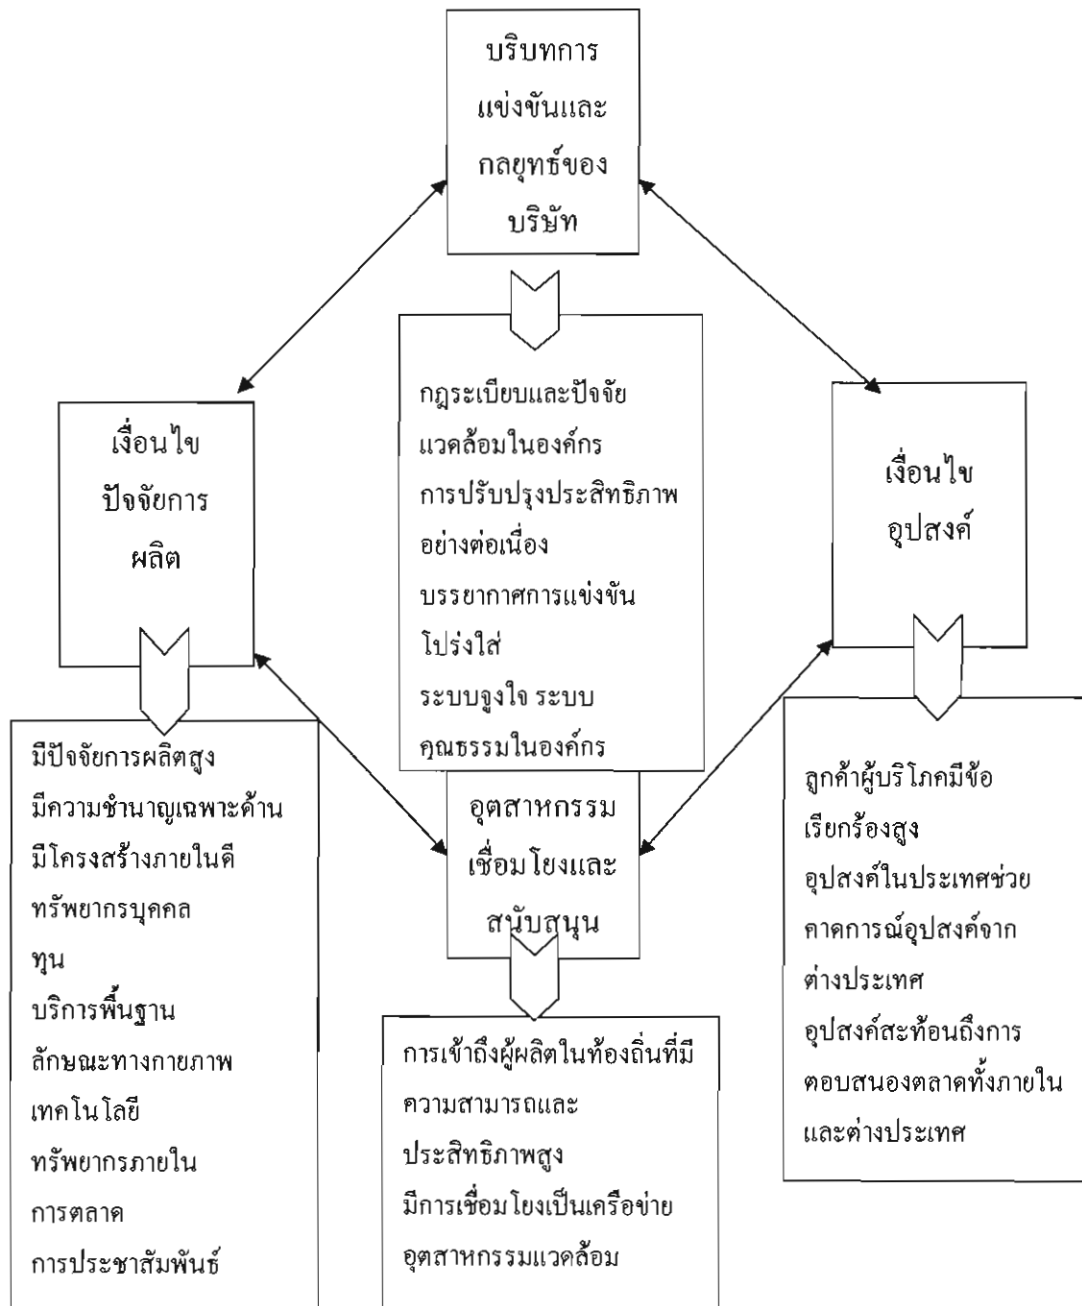 บริบทการ
แข่งขันและ
กลยุทธ์ของ
บริษัท
กฎระเบียบและปัจจัย
แวดล้อมในองค์กร
การปรับปรุงประสิทธิภาพ
อย่างต่อเนื่อง
บรรยากาศการแข่งขัน
โปร่งใส่
ระบบจูงใจ ระบบ
คุณธรรมในองค์กร
เงื่อนไข
ปัจจัยการ
ผลิต
เงื่อนไข
อุปสงค์
มีปัจจัยการผลิตสูง
มีความชำนาญเฉพาะด้าน
มีโครงสร้างภายในดี
ทรัพยากรบุคคล
ทุน
บริการพื้นฐาน
ลักษณะทางกายภาพ
เทคโนโลยี
ทรัพยากรภายใน
การตลาด
การประชาสัมพันธ์
อุตสาหกรรม
เชื่อมโยงและ
สนับสนุน
การเข้าถึงผู้ผลิตในท้องถิ่นที่มี
ความสามารถและ
ประสิทธิภาพสูง
มีการเชื่อมโยงเป็นเครือข่าย
อุตสาหกรรมแวดล้อม
ลูกค้าผู้บริโภคมีข้อ
เรียกร้องสูง
อุปสงค์ในประเทศช่วย
คาดการณ์อุปสงค์จาก
ต่างประเทศ
อุปสงค์สะท้อนถึงการ
ตอบสนองตลาดทั้งภายใน
และต่างประเทศ